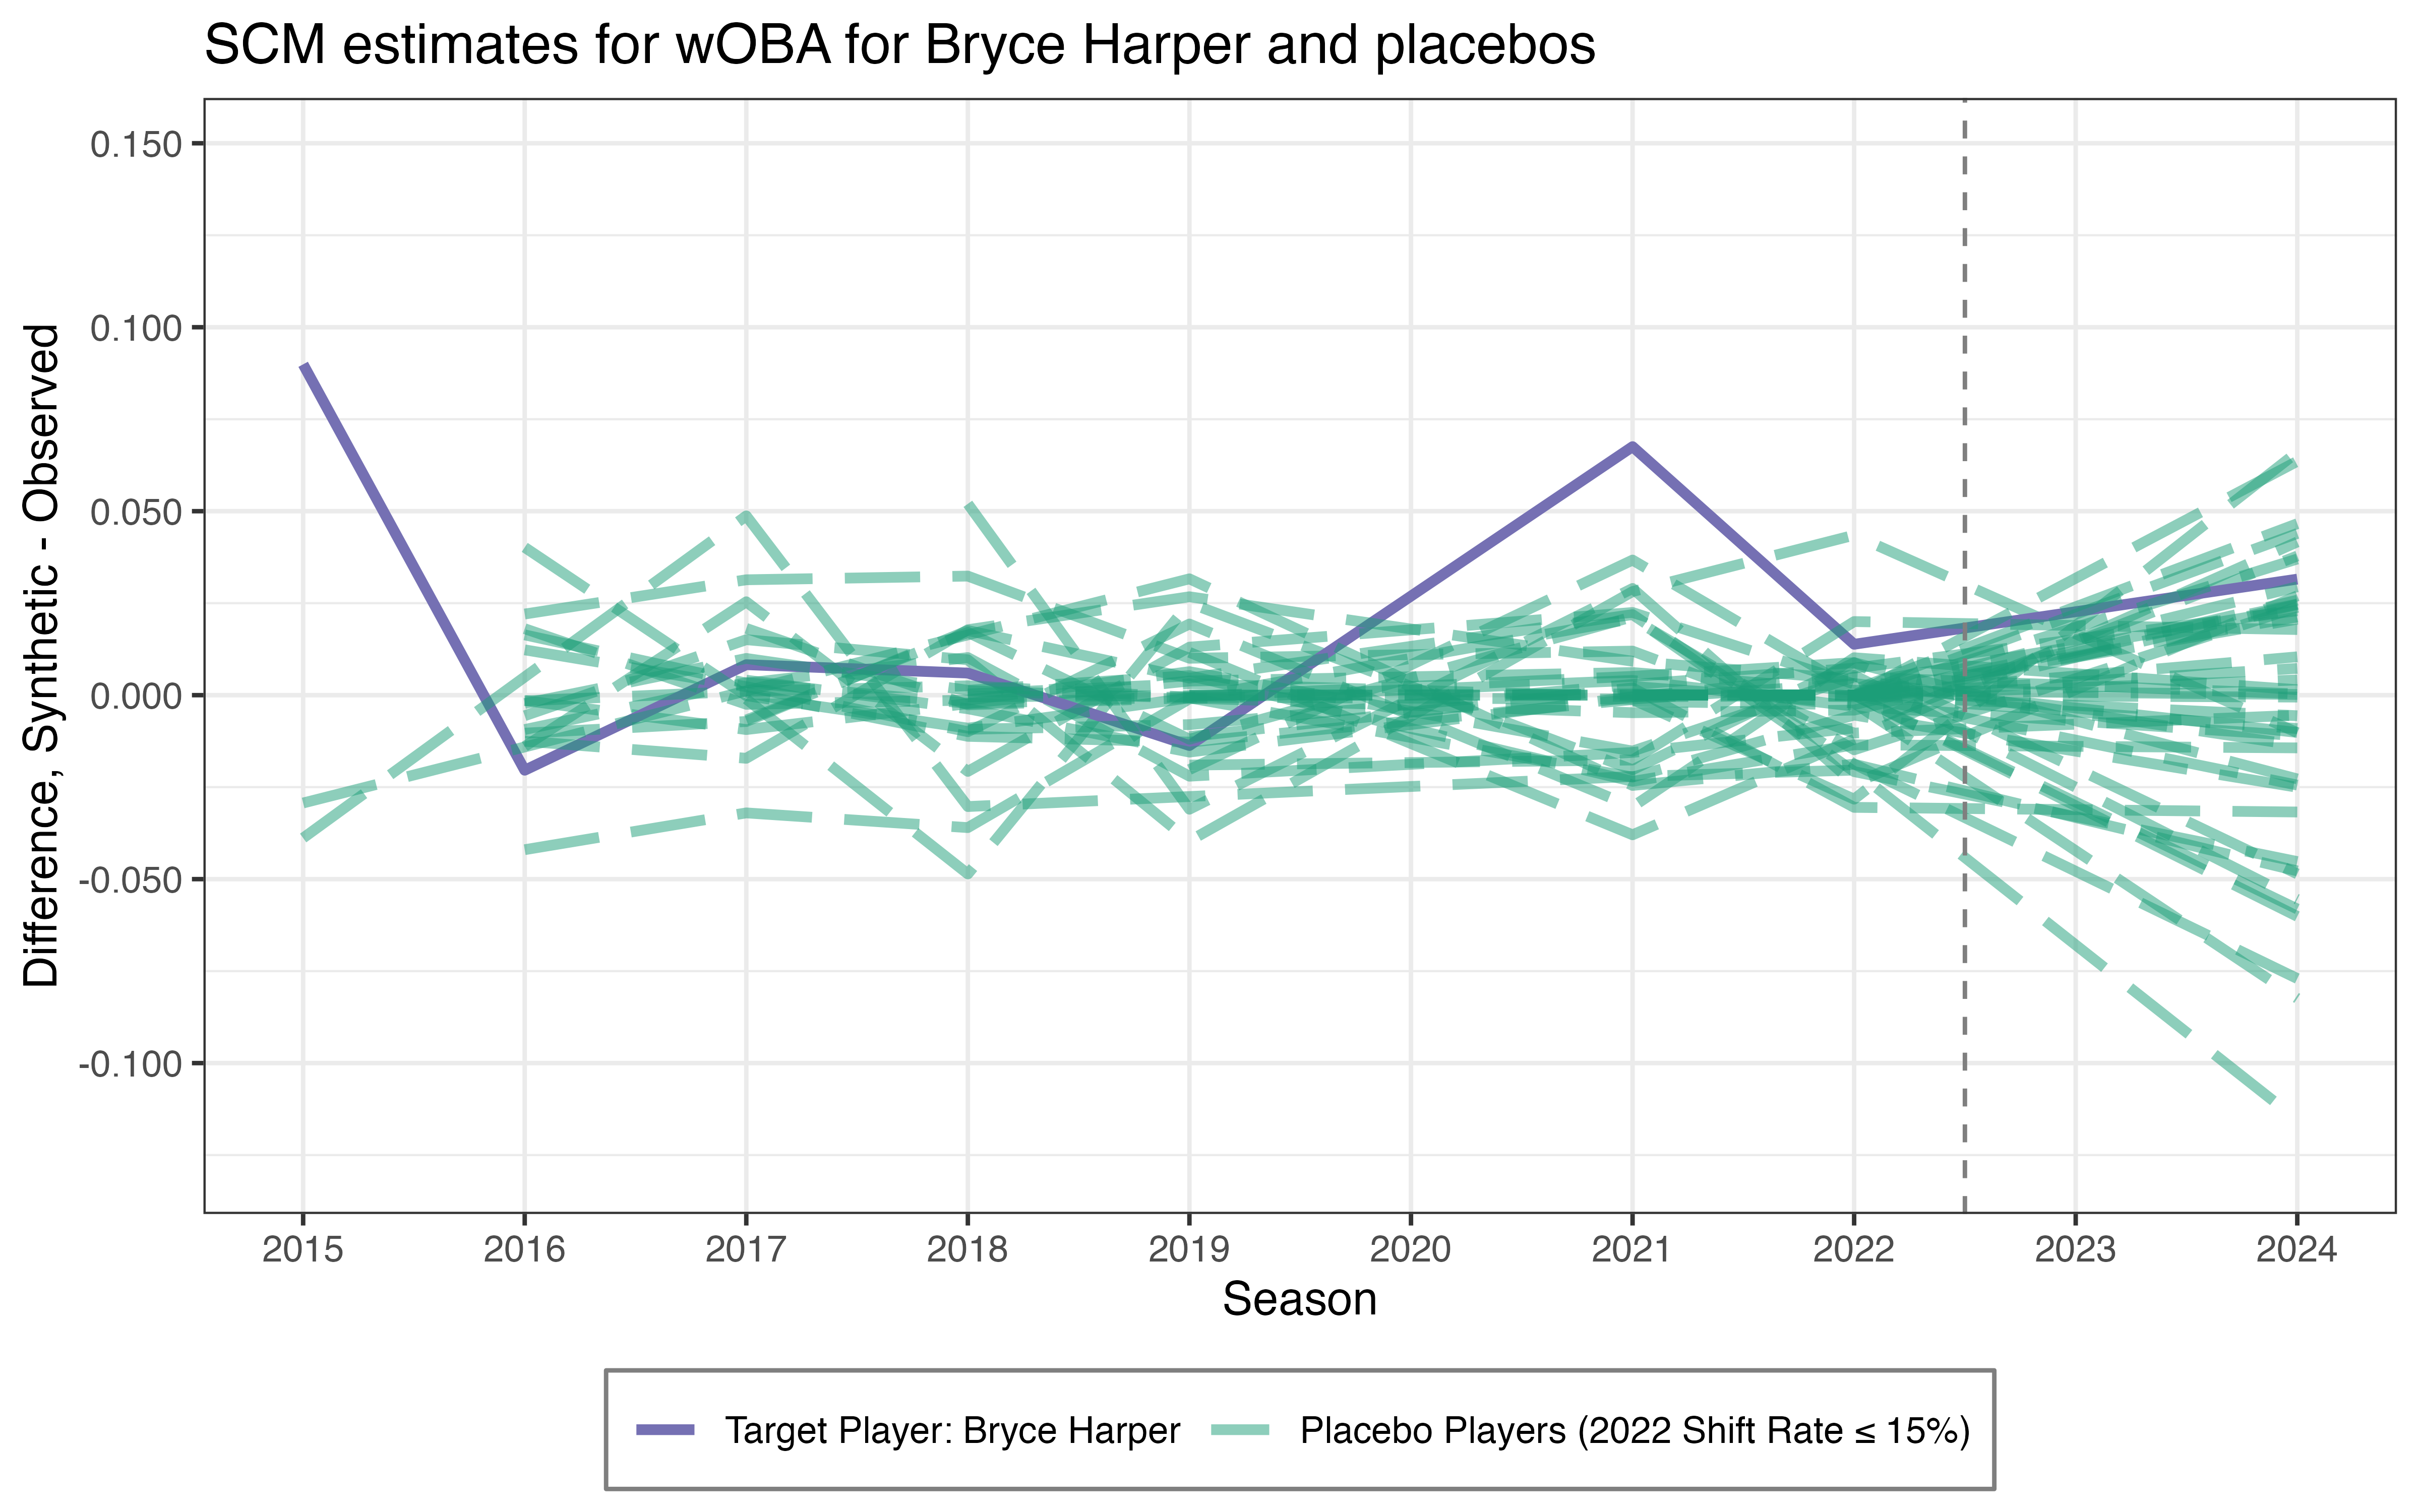 SCM estimates for wOBA for Bryce Harper and placebos
Difference, Synthetic - Observed
0.150
0.100
0.050
0.000
-0.050
-0.100
2015 2016 2017 2018 2019 2020 2021 2022 2023 2024
Season
Target Player: Bryce Harper Placebo Players (2022 Shift Rate ≤ 15%)